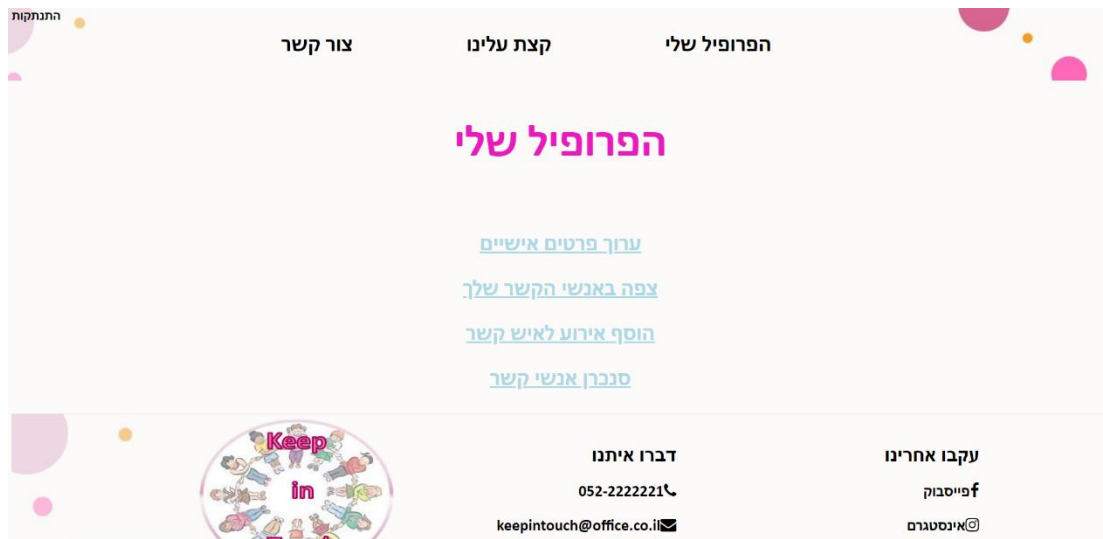 התנתקות
הפרופיל שלי
קצת עלינו
צור קשר
הפרופיל שלי
ערוך פרטים אישיים
צפה באנשי הקשר שלך
הוסף אירוע לאיש קשר
סנכרן אנשי קשר
עקבו אחרינו
פייסבוק
אינסטגרם
דברו איתנו
052-2222221
keepintouch@office.co.il
Keep
in